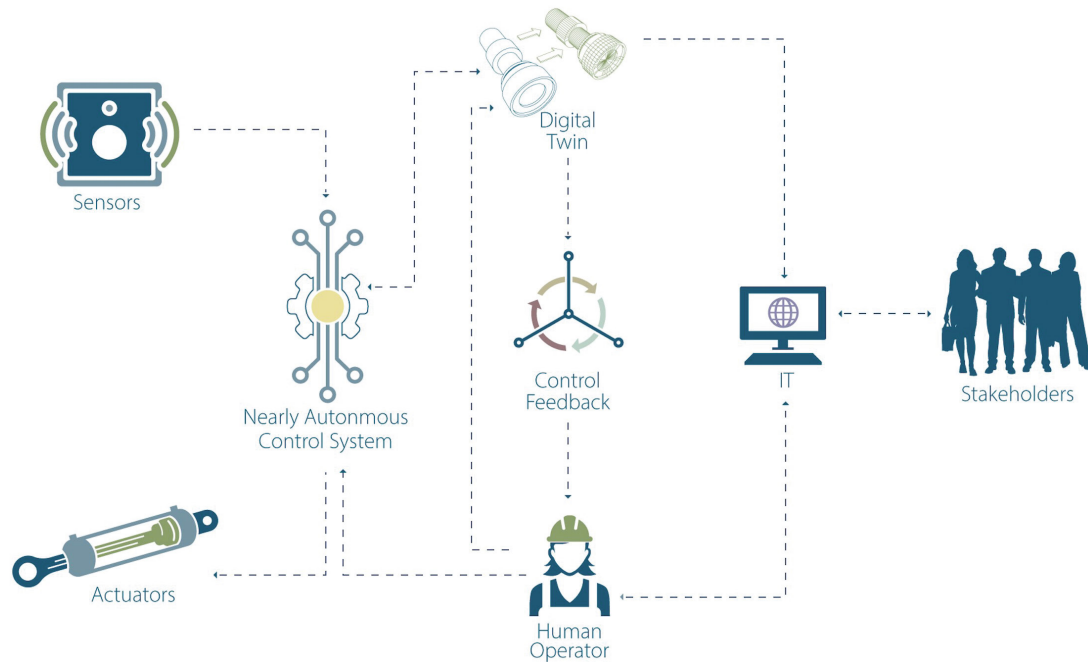 Digital
Twin
Sensors
Control
Feedback
IT
Stakeholders
Nearly Autonmous
Control System
Actuators
Human
Operator